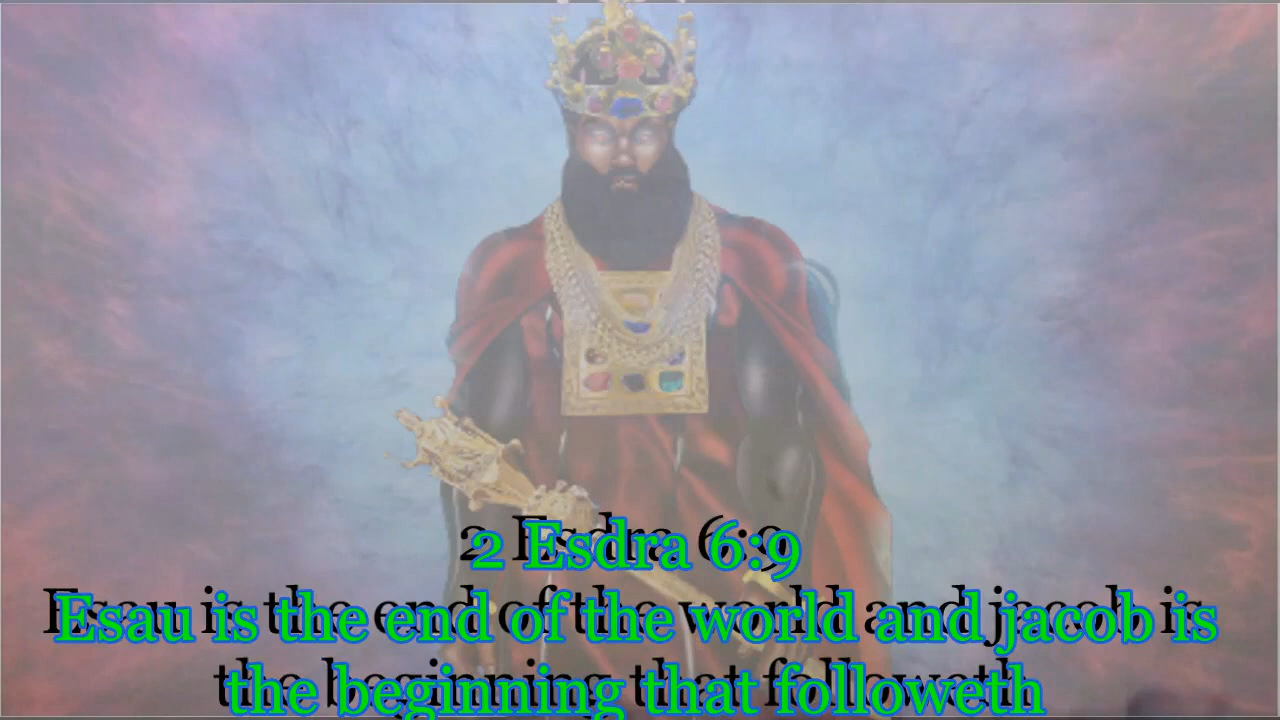 2 Esdra 6:9
Esau is the end of the world and jacob is
the beginning that followeth